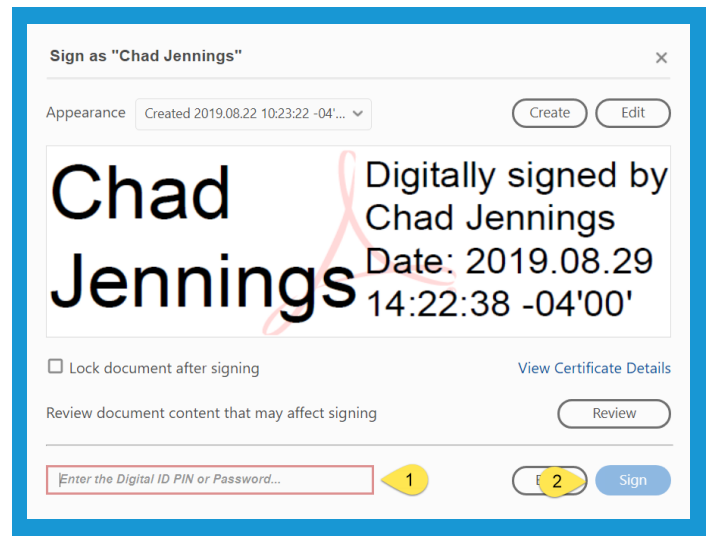 Sign as "Chad Jennings"
×
Appearance
Created 2019.08.22 10:23:22 -04'...
Create
Edit
Chad
Jennings
Digitally signed by
Chad Jennings
Date: 2019.08.29
14:22:38 -04'00'
Lock document after signing
View Certificate Details
Review document content that may affect signing
Review
Enter the Digital ID PIN or Password...
1
2
Sign